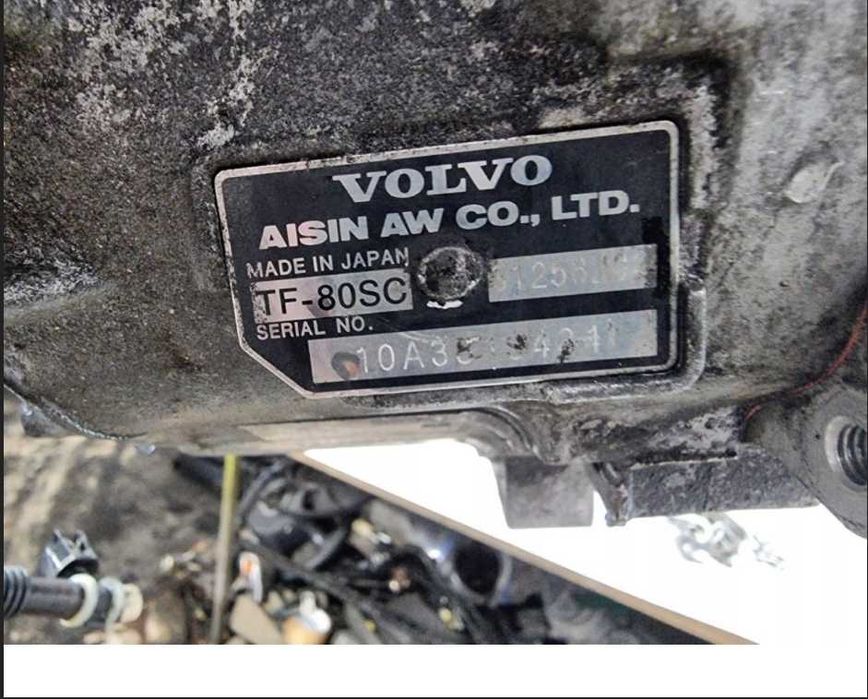 VOLVO
AISIN AW CO., LTD.
MADE IN JAPAN
TF-80SC
SERIAL NO.